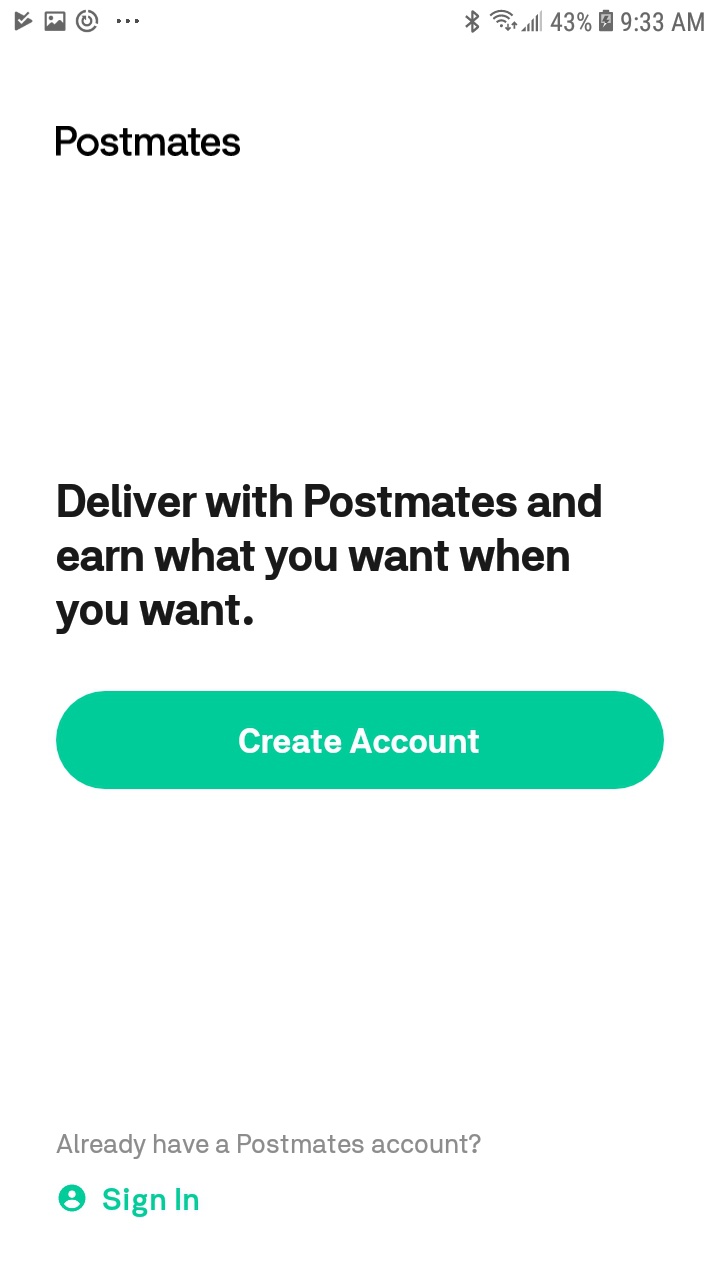 43% 9:33 AM
Postmates
Deliver with Postmates and
earn what you want when
you want.
Create Account
Already have a Postmates account?
Sign In